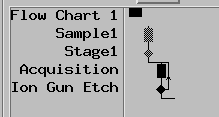 Flow Chart 1
Sample1
Stage1
Acquisition
Ion Gun Etch